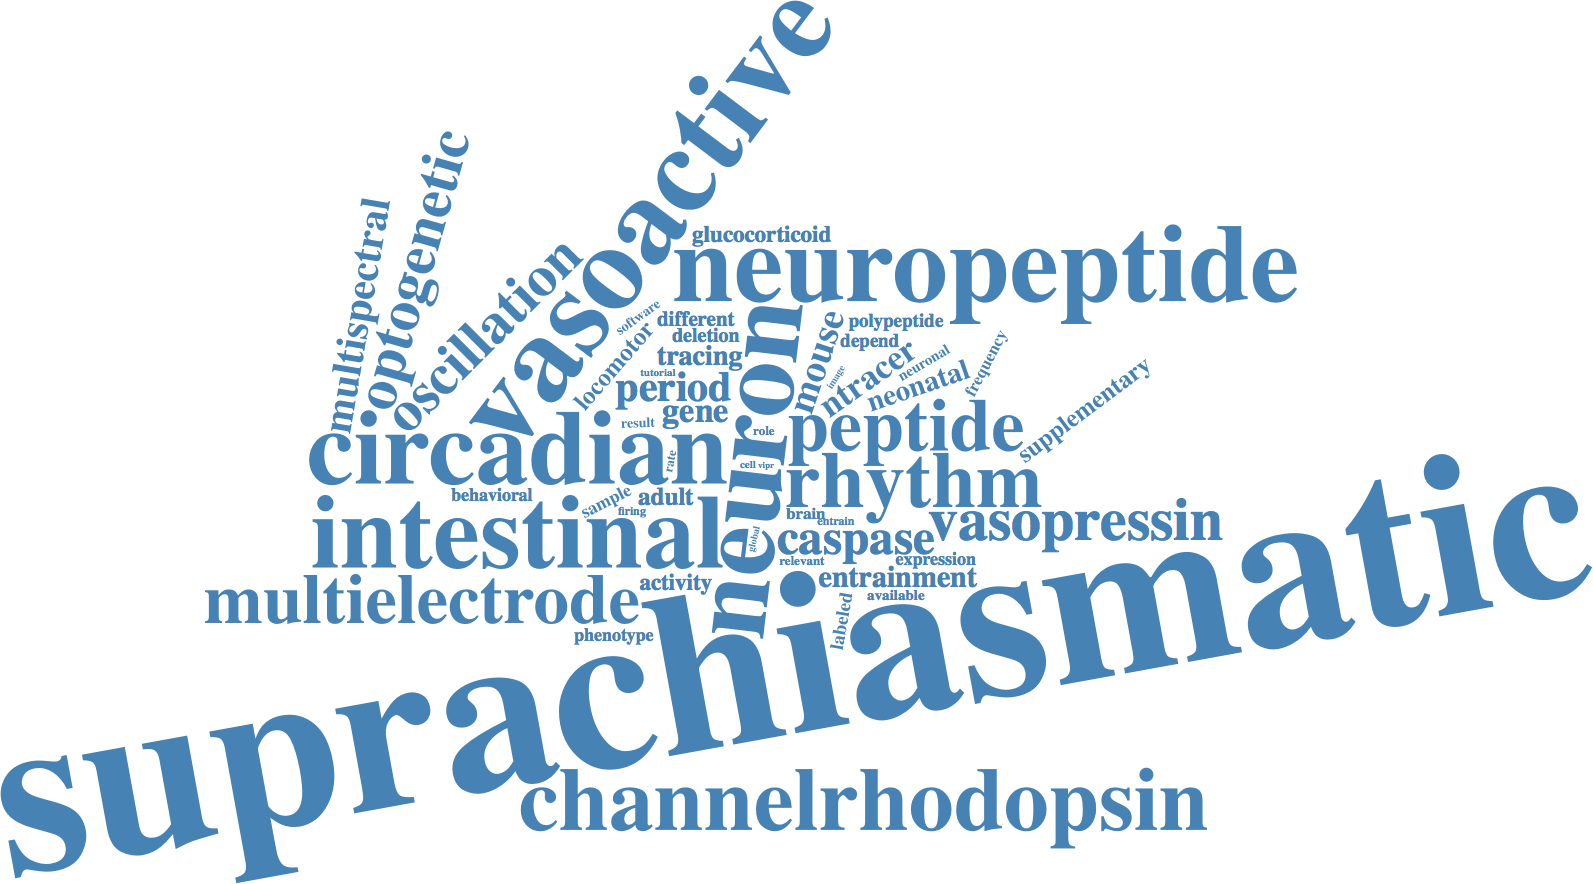 vasoactive
multispectral
optogenetic
oscillation
glucocorticoid
neuropeptide
software
different
polypeptide
locomotor
deletion
mouse
depend
tracing
ntracer
neuronal
frequency
tutorial
image
neonatal
period
supplementary
gene
neuron
peptide
result
role
circadian
rate
cell
vipr
rhythm
behavioral
sample
adult
firing
brain
entrain
vasopressin
intestinal
global
caspase
relevant
expression
entrainment
activity
available
multielectrode
labeled
phenotype
suprachiasmatic
channelrhodopsin